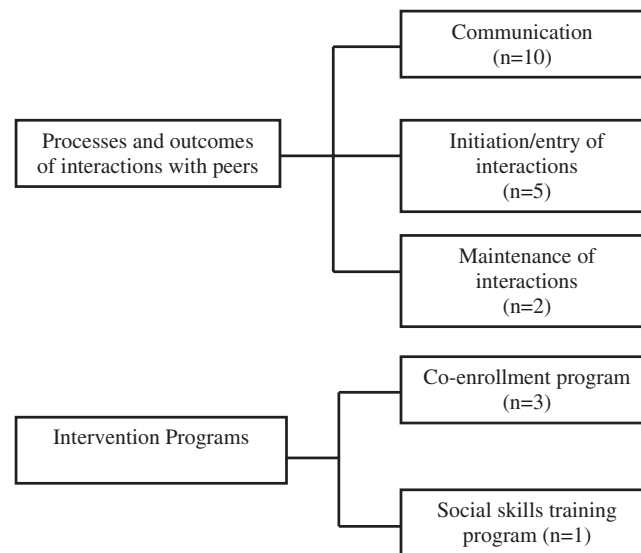 Communication
(n=10)
Processes and outcomes
of interactions with peers
Initiation/entry of
interactions
(n=5)
Maintenance of
interactions
(n=2)
Co-enrollment program
(n=3)
Intervention Programs
Social skills training
program (n=1)